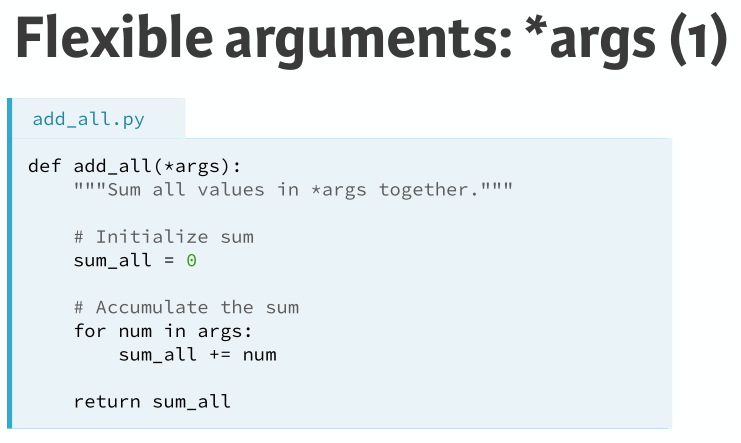 Flexible arguments: *args (1)
add_all.py
def add_all(*args):
    """Sum all values in *args together."""
    # Initialize sum
    sum_all = 0
    # Accumulate the sum
    for num in args:
        sum_all += num
    return sum_all